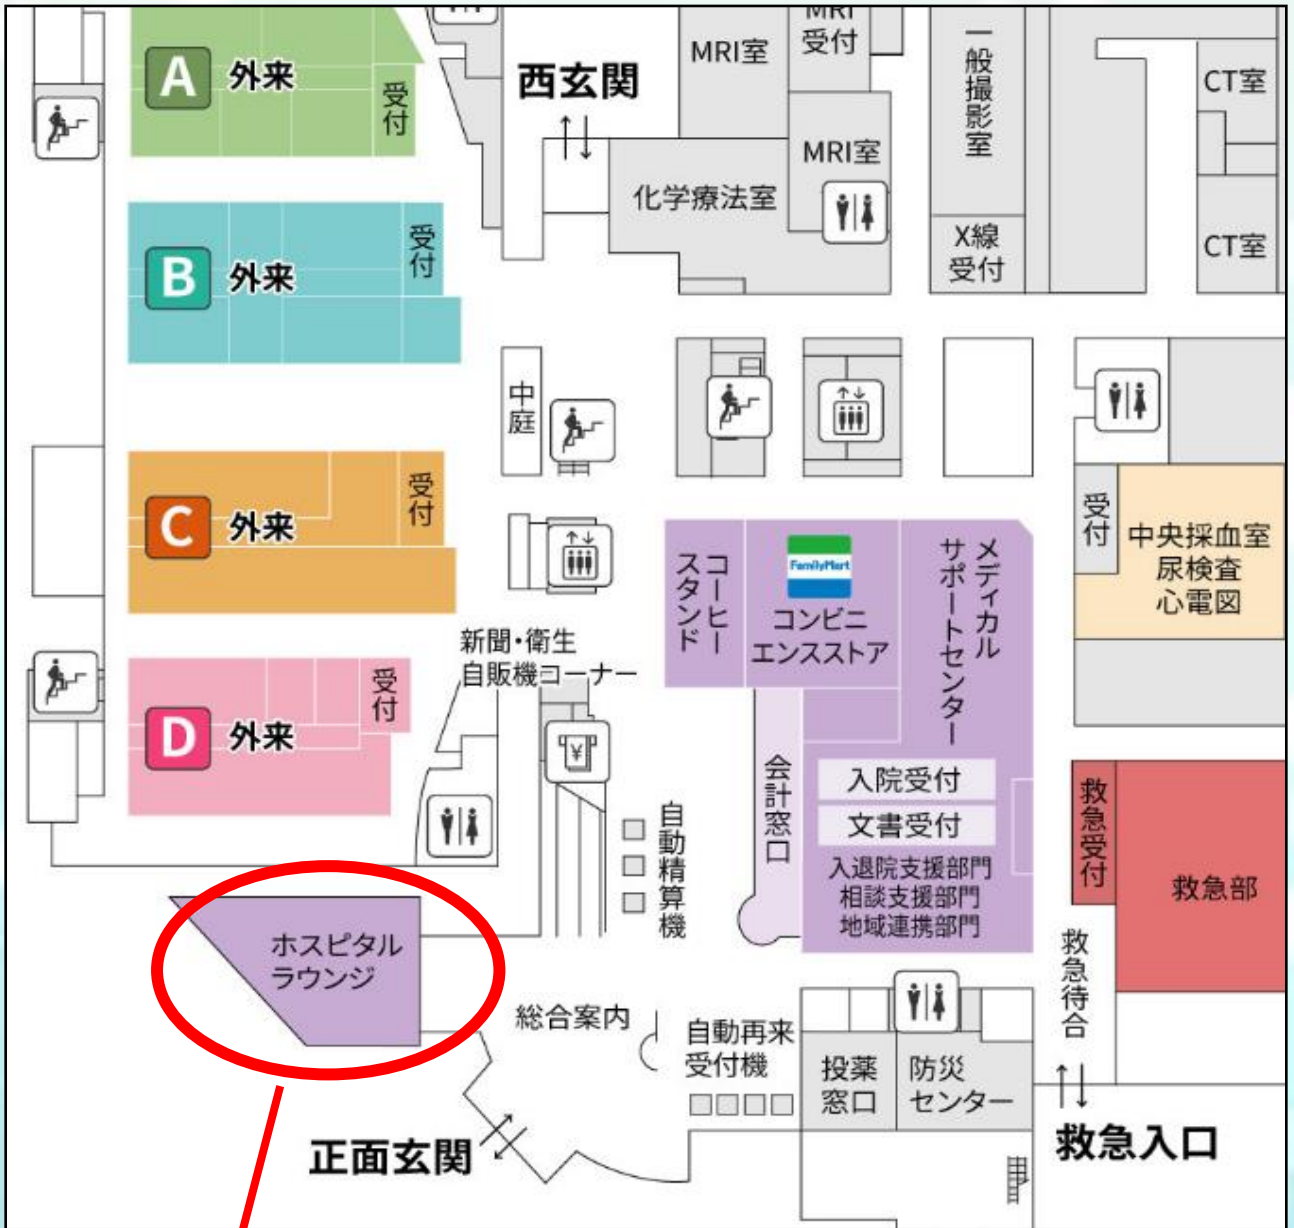 A 外来
受付
西玄関
MRI室
MRI
受付
一般撮影室
CT室
MRI室
化学療法室
B 外来
受付
X線
受付
CT室
中庭
C 外来
受付
コーヒー
スタンド
FamilyMart
コンビニ
エンスストア
メディカル
サポートセンター
受付
中央採血室
尿検査
心電図
新聞・衛生
自販機コーナー
D 外来
受付
¥
自動精算機
会計窓口
入院受付
文書受付
入退院支援部門
相談支援部門
地域連携部門
救急受付
救急部
ホスピタル
ラウンジ
救急待合
総合案内
自動再来
受付機
投薬
窓口
防災
センター
正面玄関
救急入口